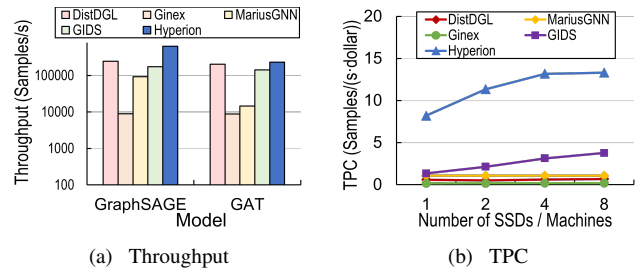 DistDGL Ginex MariusGNN
GIDS Hyperion
Throughput (Samples/s)
100000
10000
1000
100
GraphSAGE GAT
Model
(a) Throughput
DistDGL MariusGNN
Ginex GIDS
Hyperion
TPC (Samples/(s·dollar))
20
15
10
5
0
1 2 4 8
Number of SSDs / Machines
(b) TPC